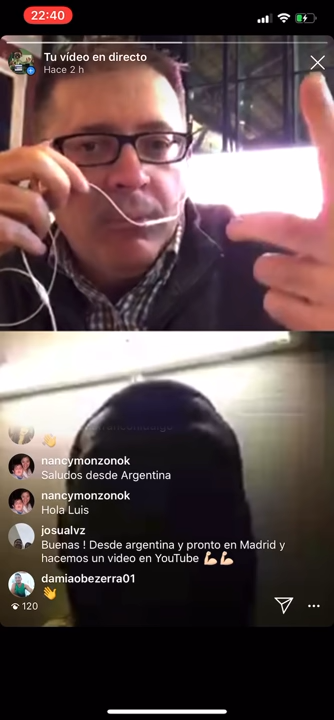 22:40
Tu vídeo en directo
Hace 2 h
nancymonzonok
Saludos desde Argentina
nancymonzonok
Hola Luis
josualvz
Buenas ! Desde argentina y pronto en Madrid y
hacemos un video en YouTube 💪🏻💪🏻
damiaobezerra01
👋
120